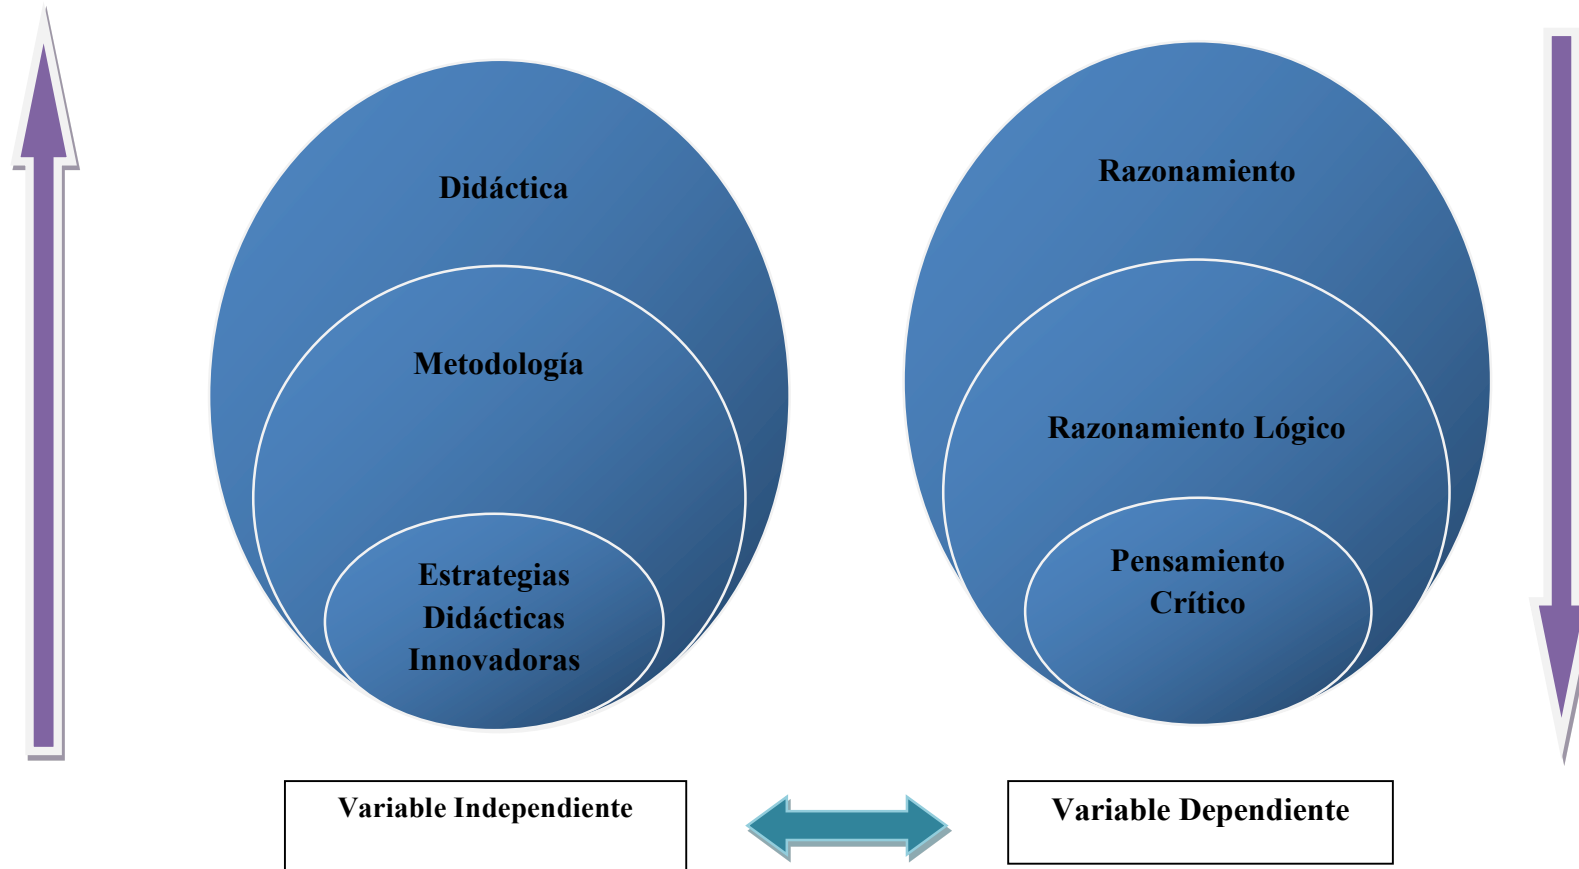 Didáctica
Metodología
Estrategias
Didácticas
Innovadoras
Variable Independiente
Razonamiento
Razonamiento Lógico
Pensamiento
Crítico
Variable Dependiente